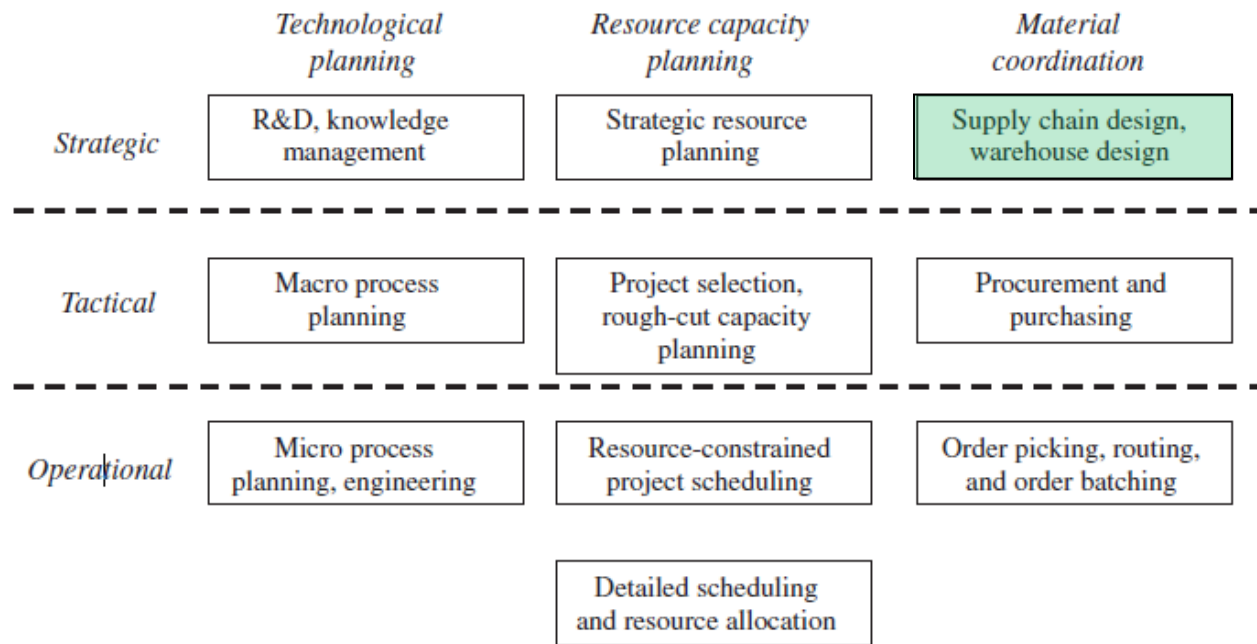 Technological
planning
Resource capacity
planning
Material
coordination
Strategic
R&D, knowledge
management
Strategic resource
planning
Supply chain design,
warehouse design
Tactical
Macro process
planning
Project selection,
rough-cut capacity
planning
Procurement and
purchasing
Operational
Micro process
planning, engineering
Resource-constrained
project scheduling
Order picking, routing,
and order batching
Detailed scheduling
and resource allocation